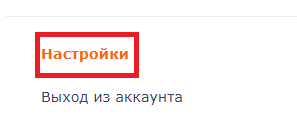 Настройки
Выход из аккаунта